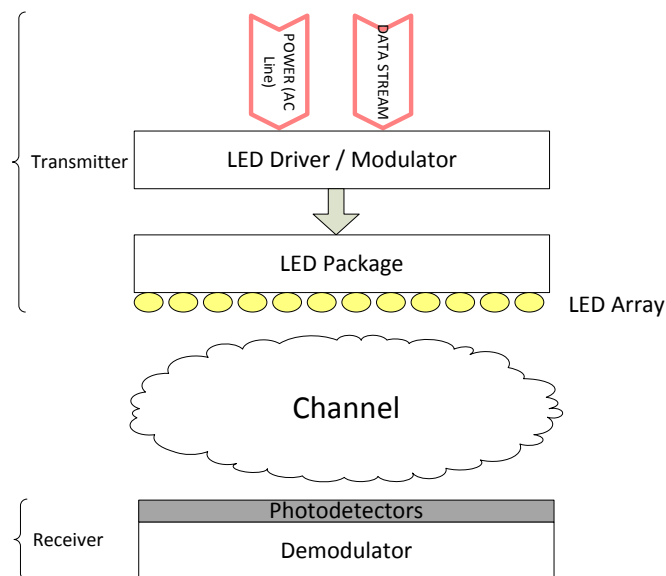 POWER (AC
Line)
DATA STREAM
Transmitter
LED Driver / Modulator
LED Package
LED Array
Channel
Photodetectors
Receiver
Demodulator